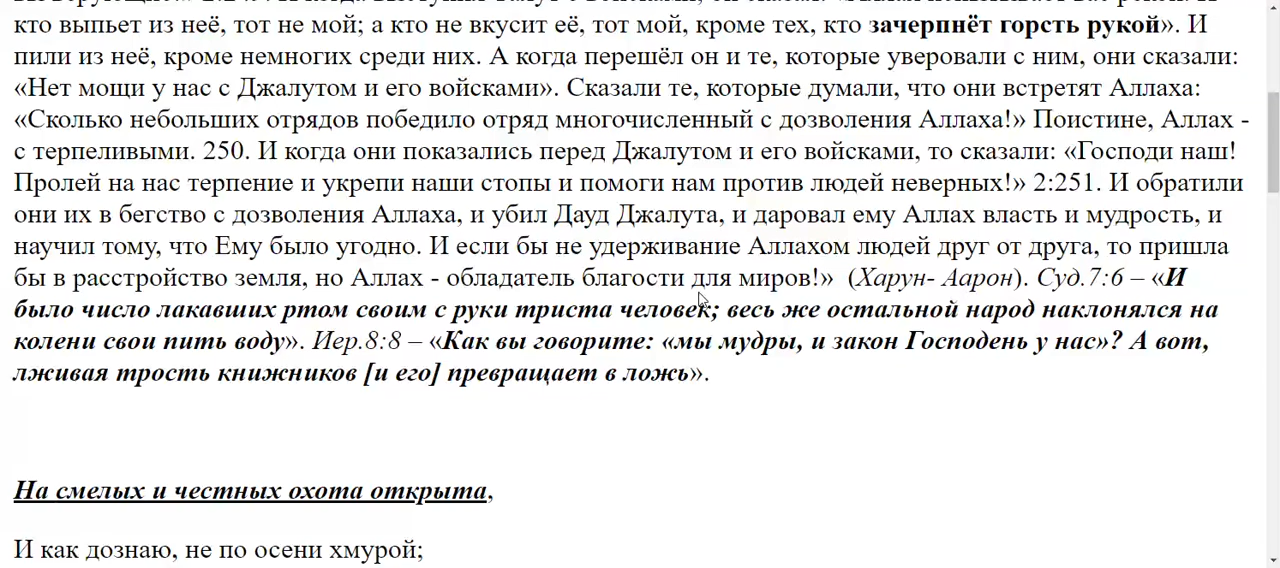 кто выпьет из неё, тот не мой; а кто не вкусит её, тот мой, кроме тех, кто зачерпнёт горсть рукой». И
пили из неё, кроме немногих среди них. А когда перешёл он и те, которые уверовали с ним, они сказали:
«Нет мощи у нас с Джалутом и его войсками». Сказали те, которые думали, что они встретят Аллаха:
«Сколько небольших отрядов победило отряд многочисленный с дозволения Аллаха!» Поистине, Аллах -
с терпеливыми. 250. И когда они показались перед Джалутом и его войсками, то сказали: «Господи наш!
Пролей на нас терпение и укрепи наши стопы и помоги нам против людей неверных!» 2:251. И обратили
они их в бегство с дозволения Аллаха, и убил Дауд Джалута, и даровал ему Аллах власть и мудрость, и
научил тому, что Ему было угодно. И если бы не удерживание Аллахом людей друг от друга, то пришла
бы в расстройство земля, но Аллах - обладатель благости для миров!» (Харун- Аарон). Суд.7:6 – «И
было число лакавших ртом своим с руки триста человек; весь же остальной народ наклонялся на
колени свои пить воду». Иер.8:8 – «Как вы говорите: «мы мудры, и закон Господень у нас»? А вот,
лживая трость книжников [и его] превращает в ложь».
На смелых и честных охота открыта,
И как дознаю, не по осени хмурой;